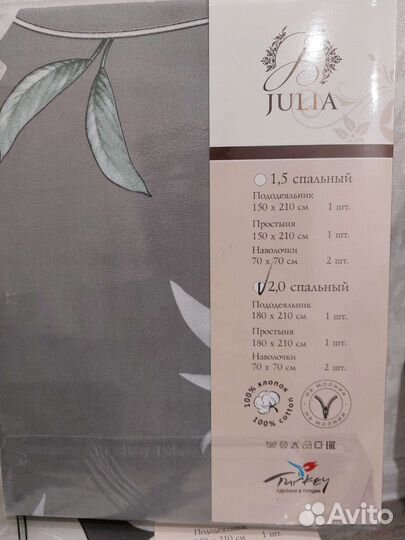 JULIA
1,5 спальный
Пододеяльник
150 х 210 см 1 шт.
Простыня
150 х 210 см 1 шт.
Наволочки
70 х 70 см 2 шт.
2,0 спальный
Пододеяльник
180 х 210 см 1 шт.
Простыня
180 х 210 см 1 шт.
Наволочки
70 х 70 см 2 шт.
100% хлопок
100% cotton
НА МОЛНИИ
НА МОЛНИИ
EAC
Turkey
СДЕЛАНО В ТУРЦИИ
Пододеяльник
1 шт.
Avito